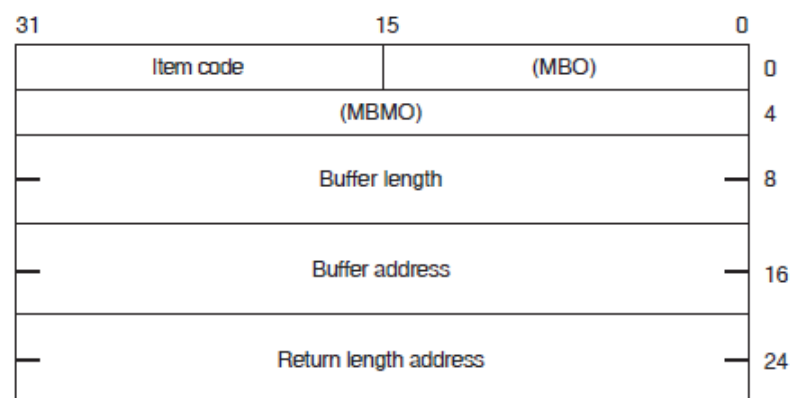 31 15 0
Item code (MBO) 0
(MBMO) 4
Buffer length 8
Buffer address 16
Return length address 24